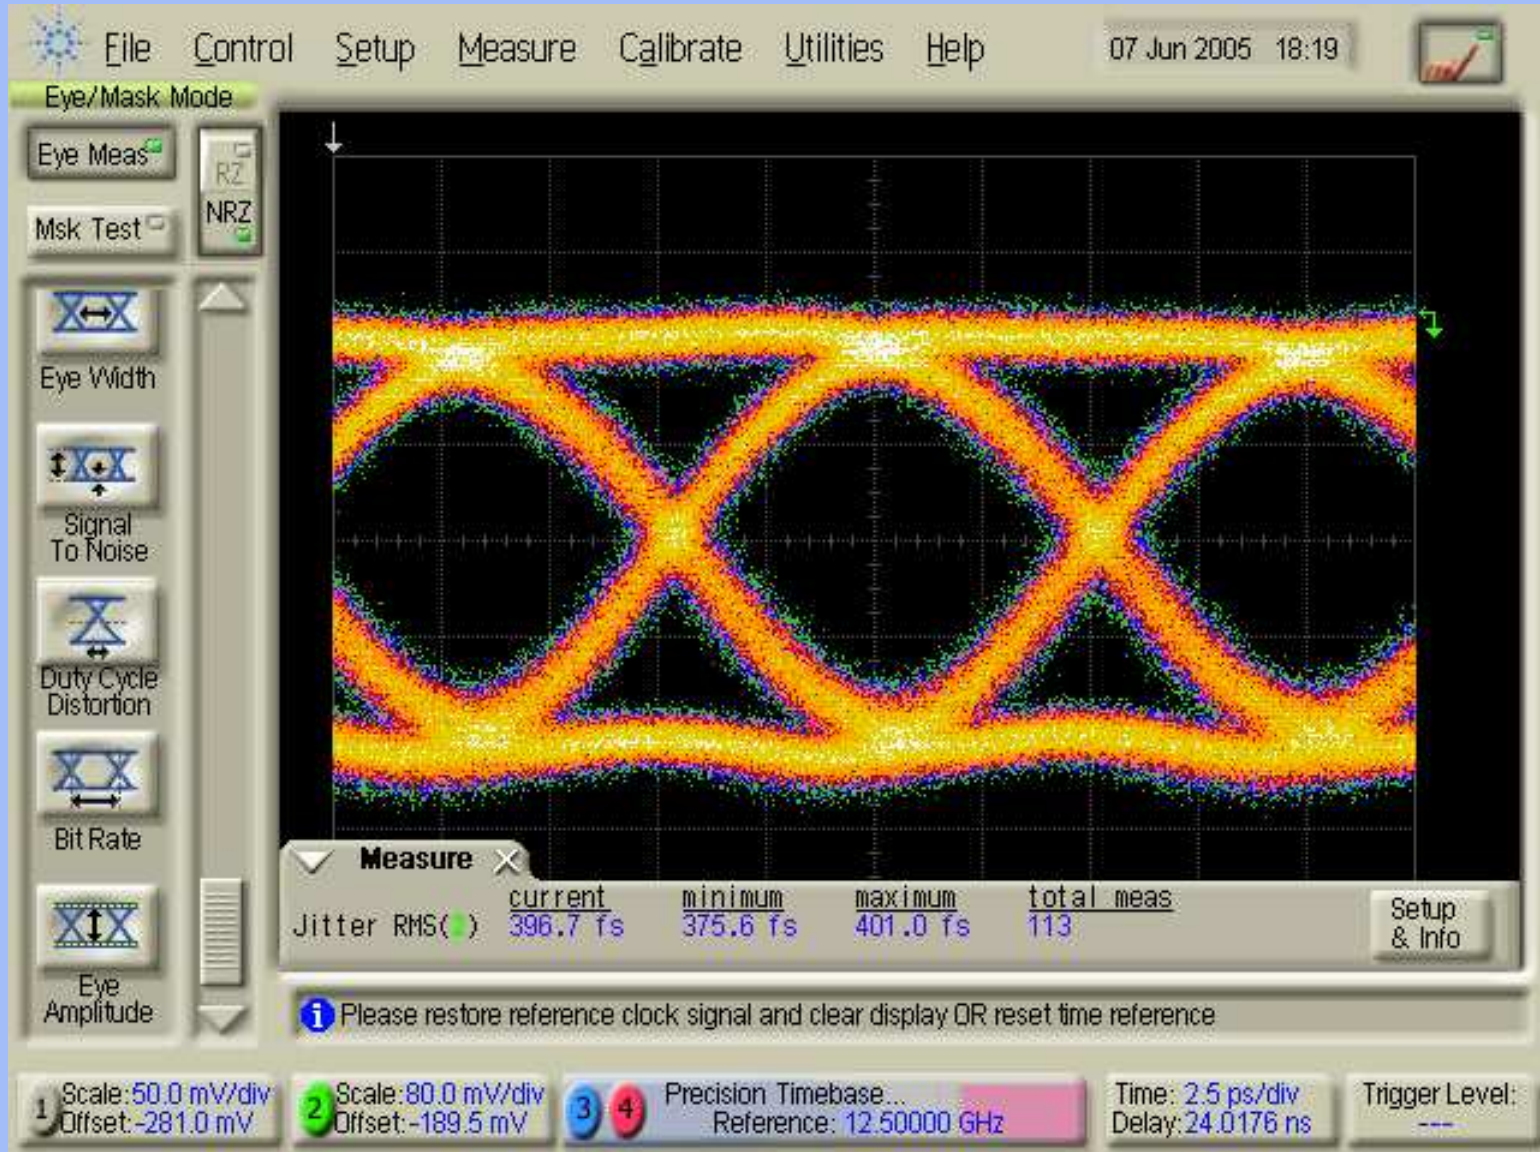 File Control Setup Measure Calibrate Utilities Help 07 Jun 2005 18:19
Eye/Mask Mode
Eye Meas
RZ
NRZ
Msk Test
Eye Width
Signal
To Noise
Duty Cycle
Distortion
Bit Rate
Eye
Amplitude
Measure
current minimum maximum total meas
Jitter RMS( ) 396.7 fs 375.6 fs 401.0 fs 113
Setup
& Info
Please restore reference clock signal and clear display OR reset time reference
1 Scale:50.0 mV/div
Offset:-281.0 mV
2 Scale:80.0 mV/div
Offset:-189.5 mV
3 4 Precision Timebase...
Reference: 12.50000 GHz
Time: 2.5 ps/div
Delay:24.0176 ns
Trigger Level:
---